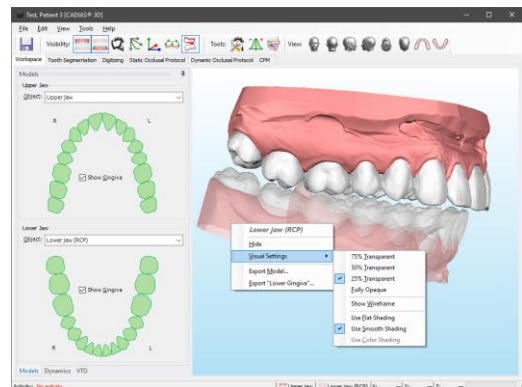 Test, Patient 3 [CADIAS® 3D]
File Edit View Tools Help
Visibility: Tools: View:
Workspace Tooth Segmentation Digitizing Static Occlusal Protocol Dynamic Occlusal Protocol CPM
Models
Upper Jaw
Object: Upper Jaw
R L
Show Gingiva
Lower Jaw
Object: Lower Jaw (RCP)
Show Gingiva
R L
Models Dynamics VTO
Lower Jaw (RCP)
Hide
Visual Settings
Export Model...
Export "Lower Gingiva"...
75% Transparent
50% Transparent
25% Transparent
Fully Opaque
Show Wireframe
Use Flat Shading
Use Smooth Shading
Use Color Shading
Activity: No activity Upper Jaw Lower Jaw (RCP) X: Y: Z: